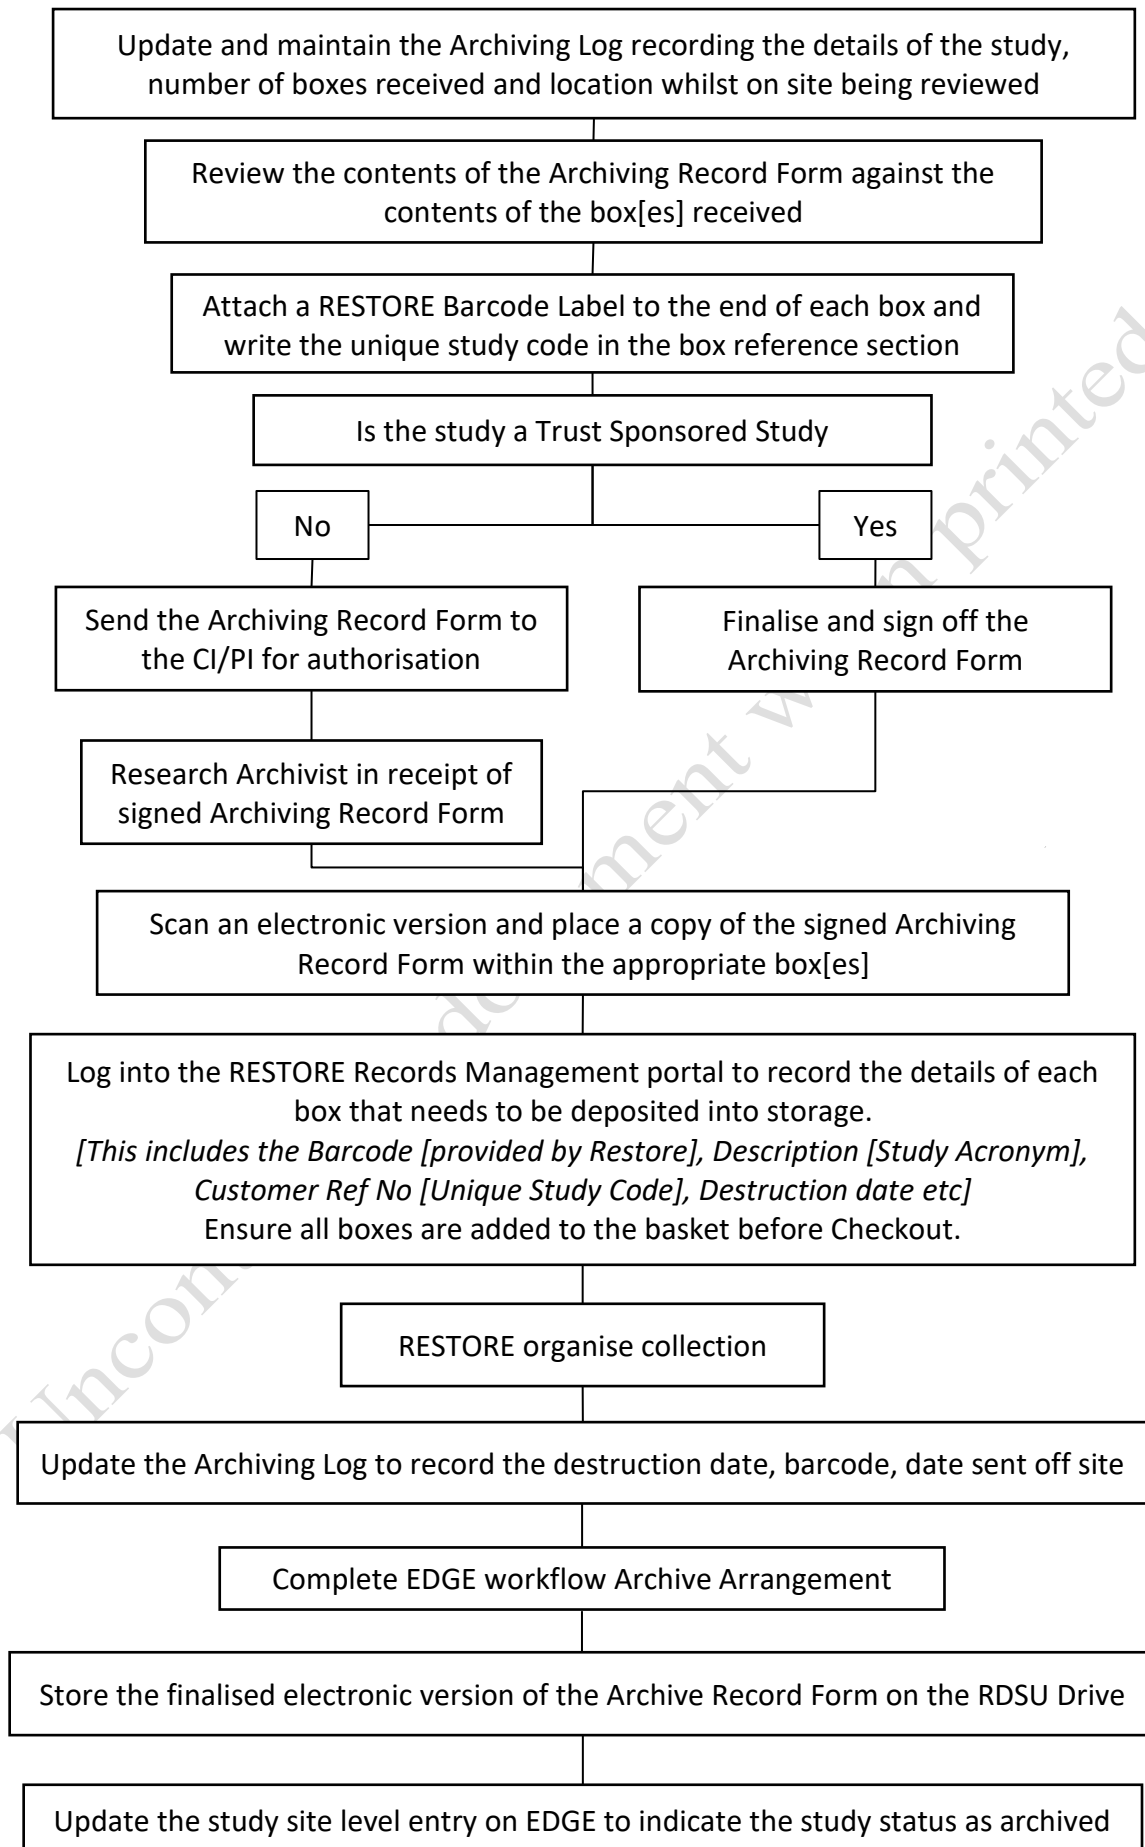 Update and maintain the Archiving Log recording the details of the study,
number of boxes received and location whilst on site being reviewed
Review the contents of the Archiving Record Form against the
contents of the box[es] received
Attach a RESTORE Barcode Label to the end of each box and
write the unique study code in the box reference section
Is the study a Trust Sponsored Study
No
Yes
Send the Archiving Record Form to
the CI/PI for authorisation
Finalise and sign off the
Archiving Record Form
Research Archivist in receipt of
signed Archiving Record Form
Scan an electronic version and place a copy of the signed Archiving
Record Form within the appropriate box[es]
Log into the RESTORE Records Management portal to record the details of each
box that needs to be deposited into storage.
[This includes the Barcode [provided by Restore], Description [Study Acronym],
Customer Ref No [Unique Study Code], Destruction date etc]
Ensure all boxes are added to the basket before Checkout.
RESTORE organise collection
Update the Archiving Log to record the destruction date, barcode, date sent off site
Complete EDGE workflow Archive Arrangement
Store the finalised electronic version of the Archive Record Form on the RDSU Drive
Update the study site level entry on EDGE to indicate the study status as archived
printed